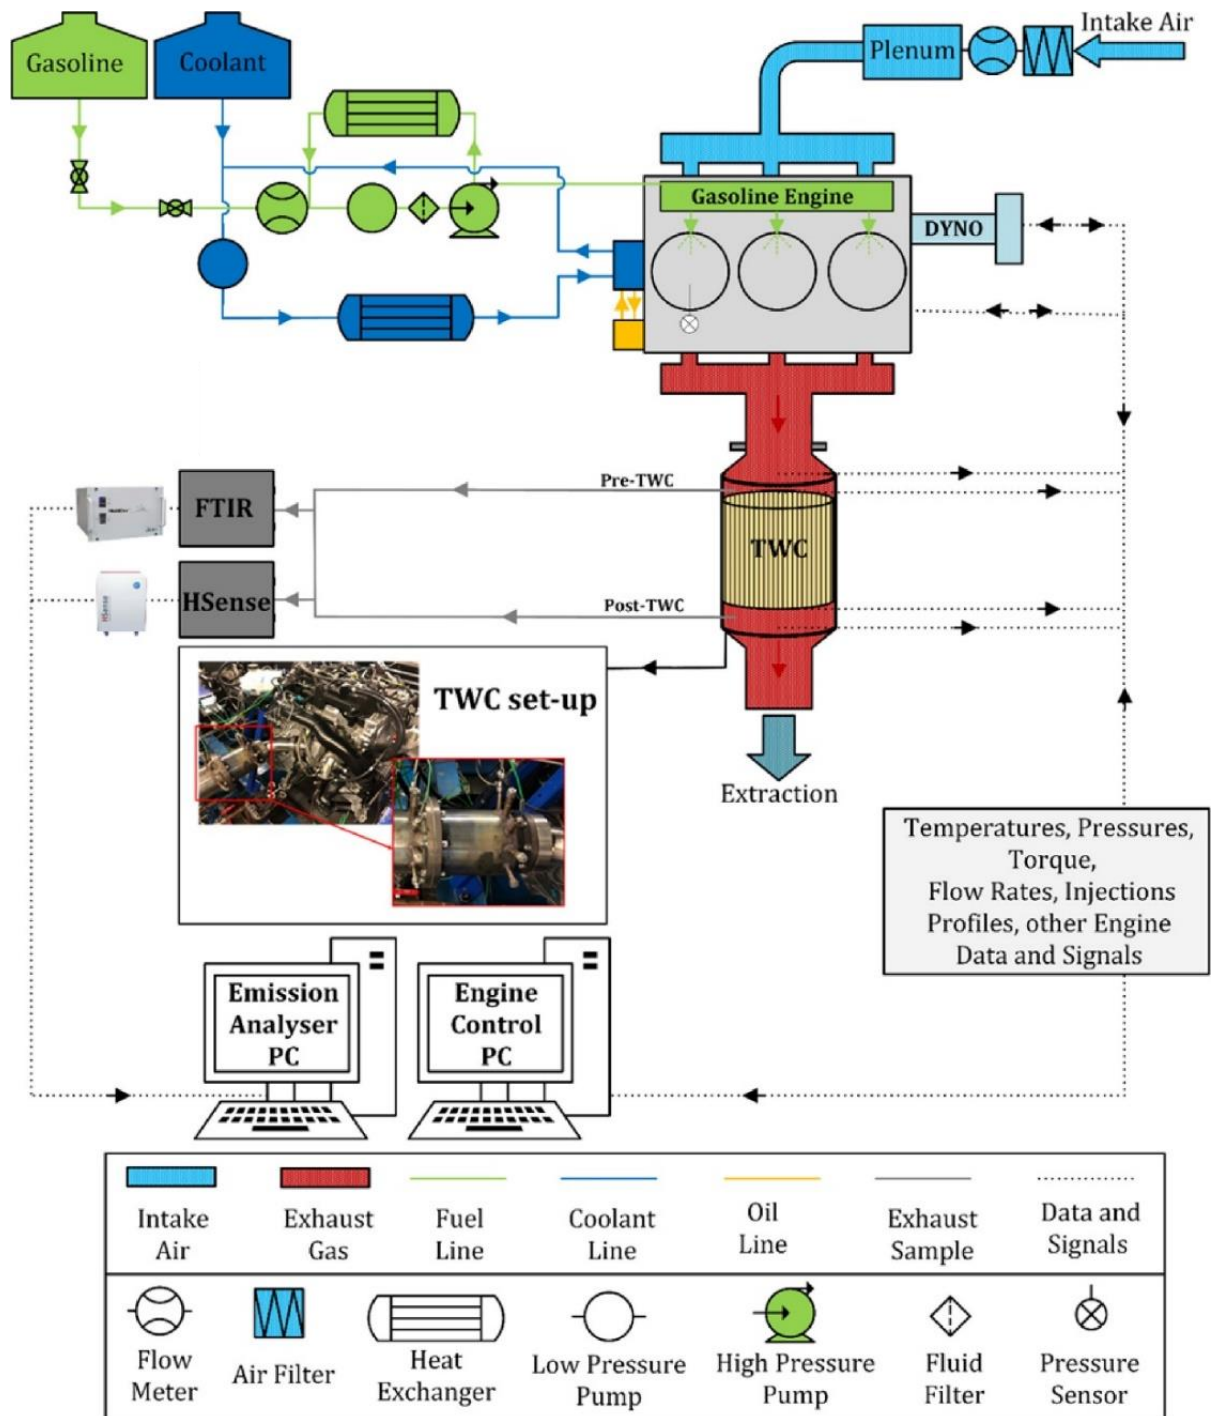 Intake Air
Gasoline
Coolant
Plenum
Gasoline Engine
DYNO
Pre-TWC
FTIR
TWC
HSense
HSense
Post-TWC
TWC set-up
Extraction
Temperatures, Pressures,
Torque,
Flow Rates, Injections
Profiles, other Engine
Data and Signals
Emission
Analyser
PC
Engine
Control
PC
Intake
Air
Exhaust
Gas
Fuel
Line
Coolant
Line
Oil
Line
Exhaust
Sample
Data and
Signals
Flow
Meter
Air Filter
Heat
Exchanger
Low Pressure
Pump
High Pressure
Pump
Fluid
Filter
Pressure
Sensor